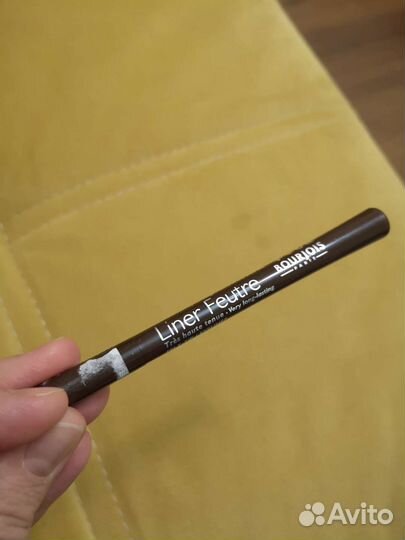 Liner Feutre
Très haute tenue - Very long-lasting
BOURJOIS
PARIS
Avito